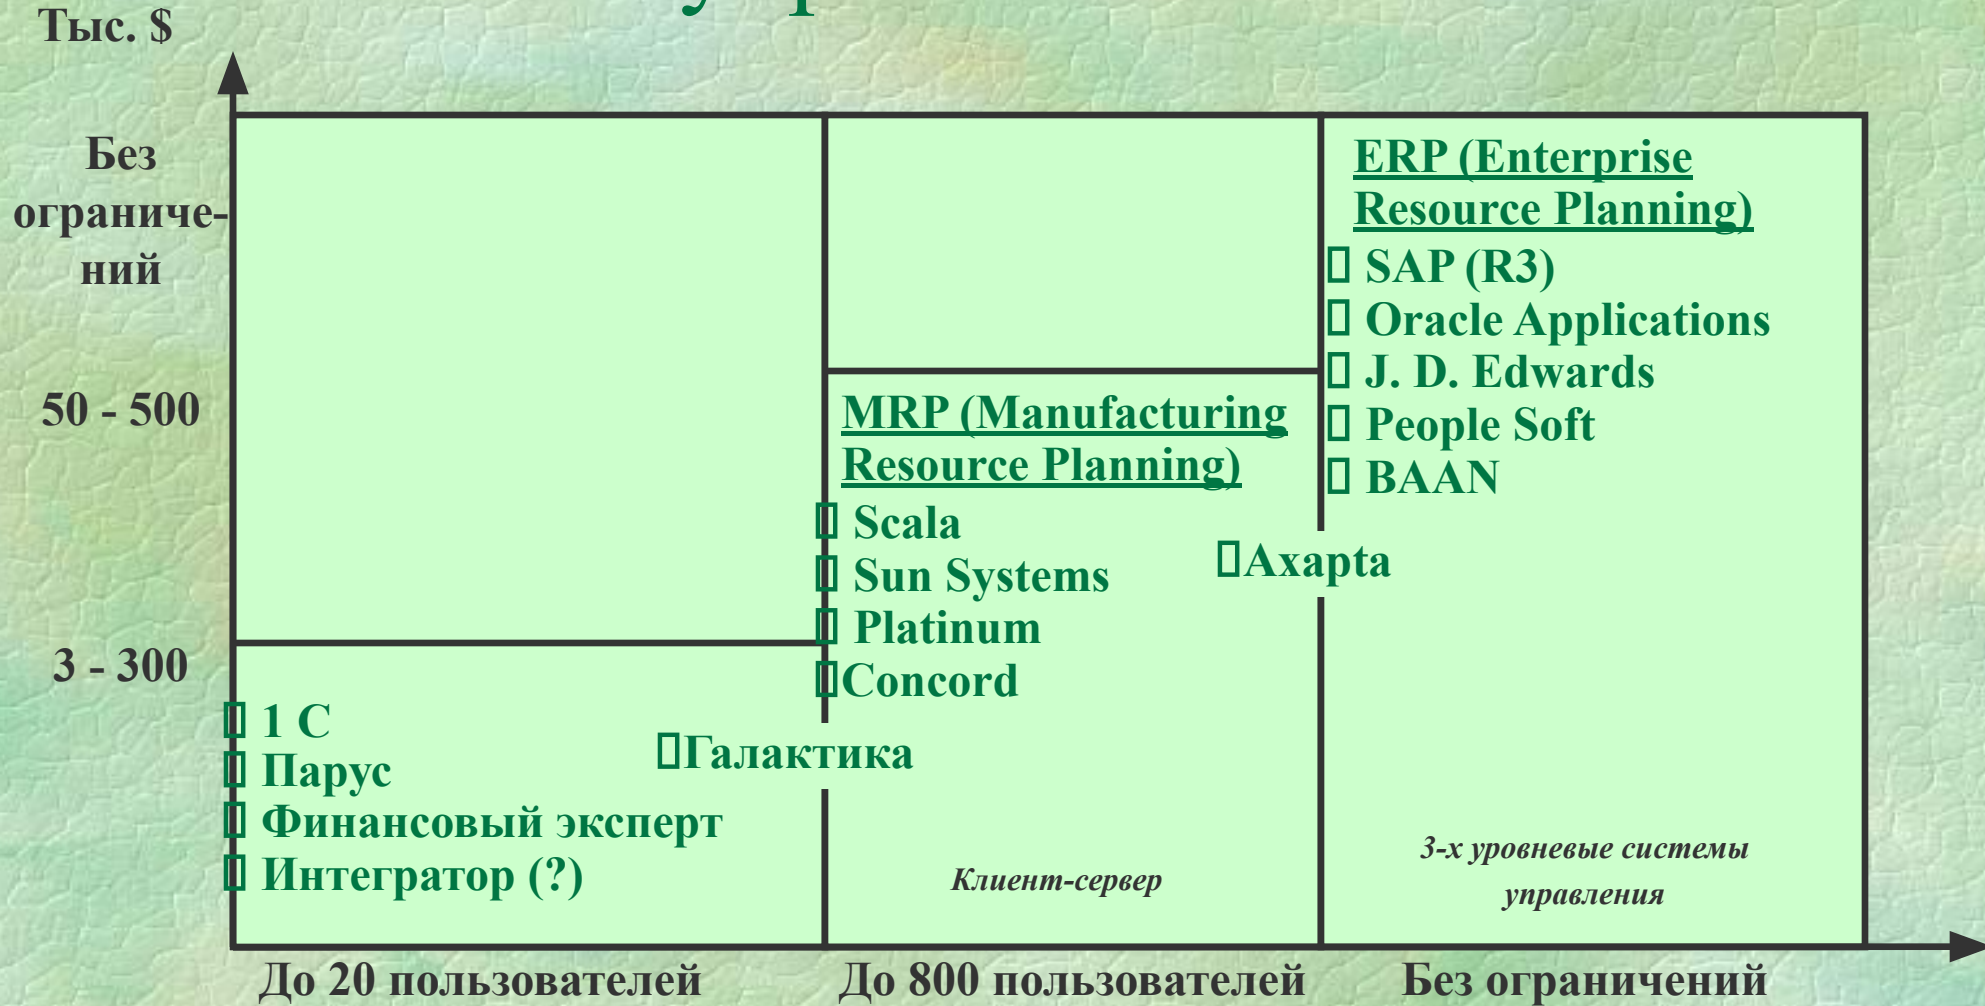 Тыс. $
Без
ограниче-
ний
50 - 500
3 - 300
ERP (Enterprise
Resource Planning)
SAP (R3)
Oracle Applications
J. D. Edwards
People Soft
BAAN
MRP (Manufacturing
Resource Planning)
Scala
Sun Systems
Platinum
Concord
Axapta
1 С
Парус
Финансовый эксперт
Интегратор (?)
Галактика
Клиент-сервер
3-х уровневые системы
управления
До 20 пользователей
До 800 пользователей
Без ограничений